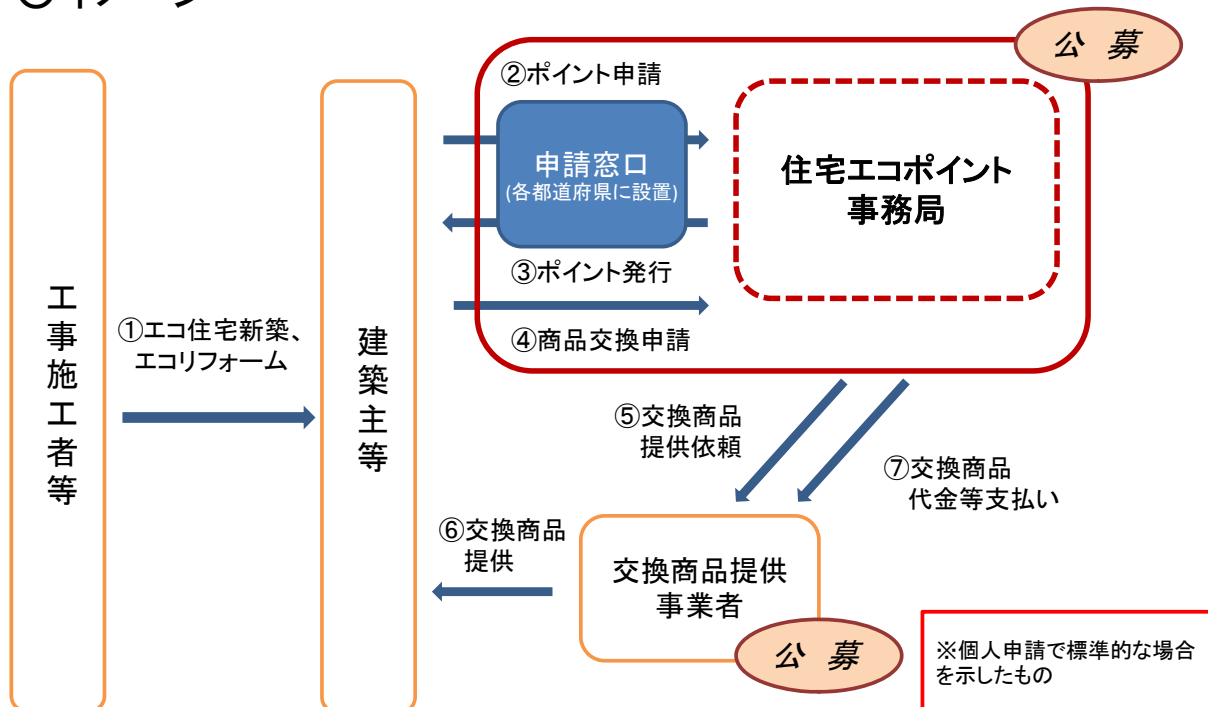 ○イメージ
公 募
②ポイント申請
申請窓口
(各都道府県に設置)
住宅エコポイント
事務局
③ポイント発行
④商品交換申請
工事施工者等
①エコ住宅新築、
エコリフォーム
建築主等
⑤交換商品
提供依頼
⑦交換商品
代金等支払い
⑥交換商品
提供
交換商品提供
事業者
公 募
※個人申請で標準的な場合
を示したもの